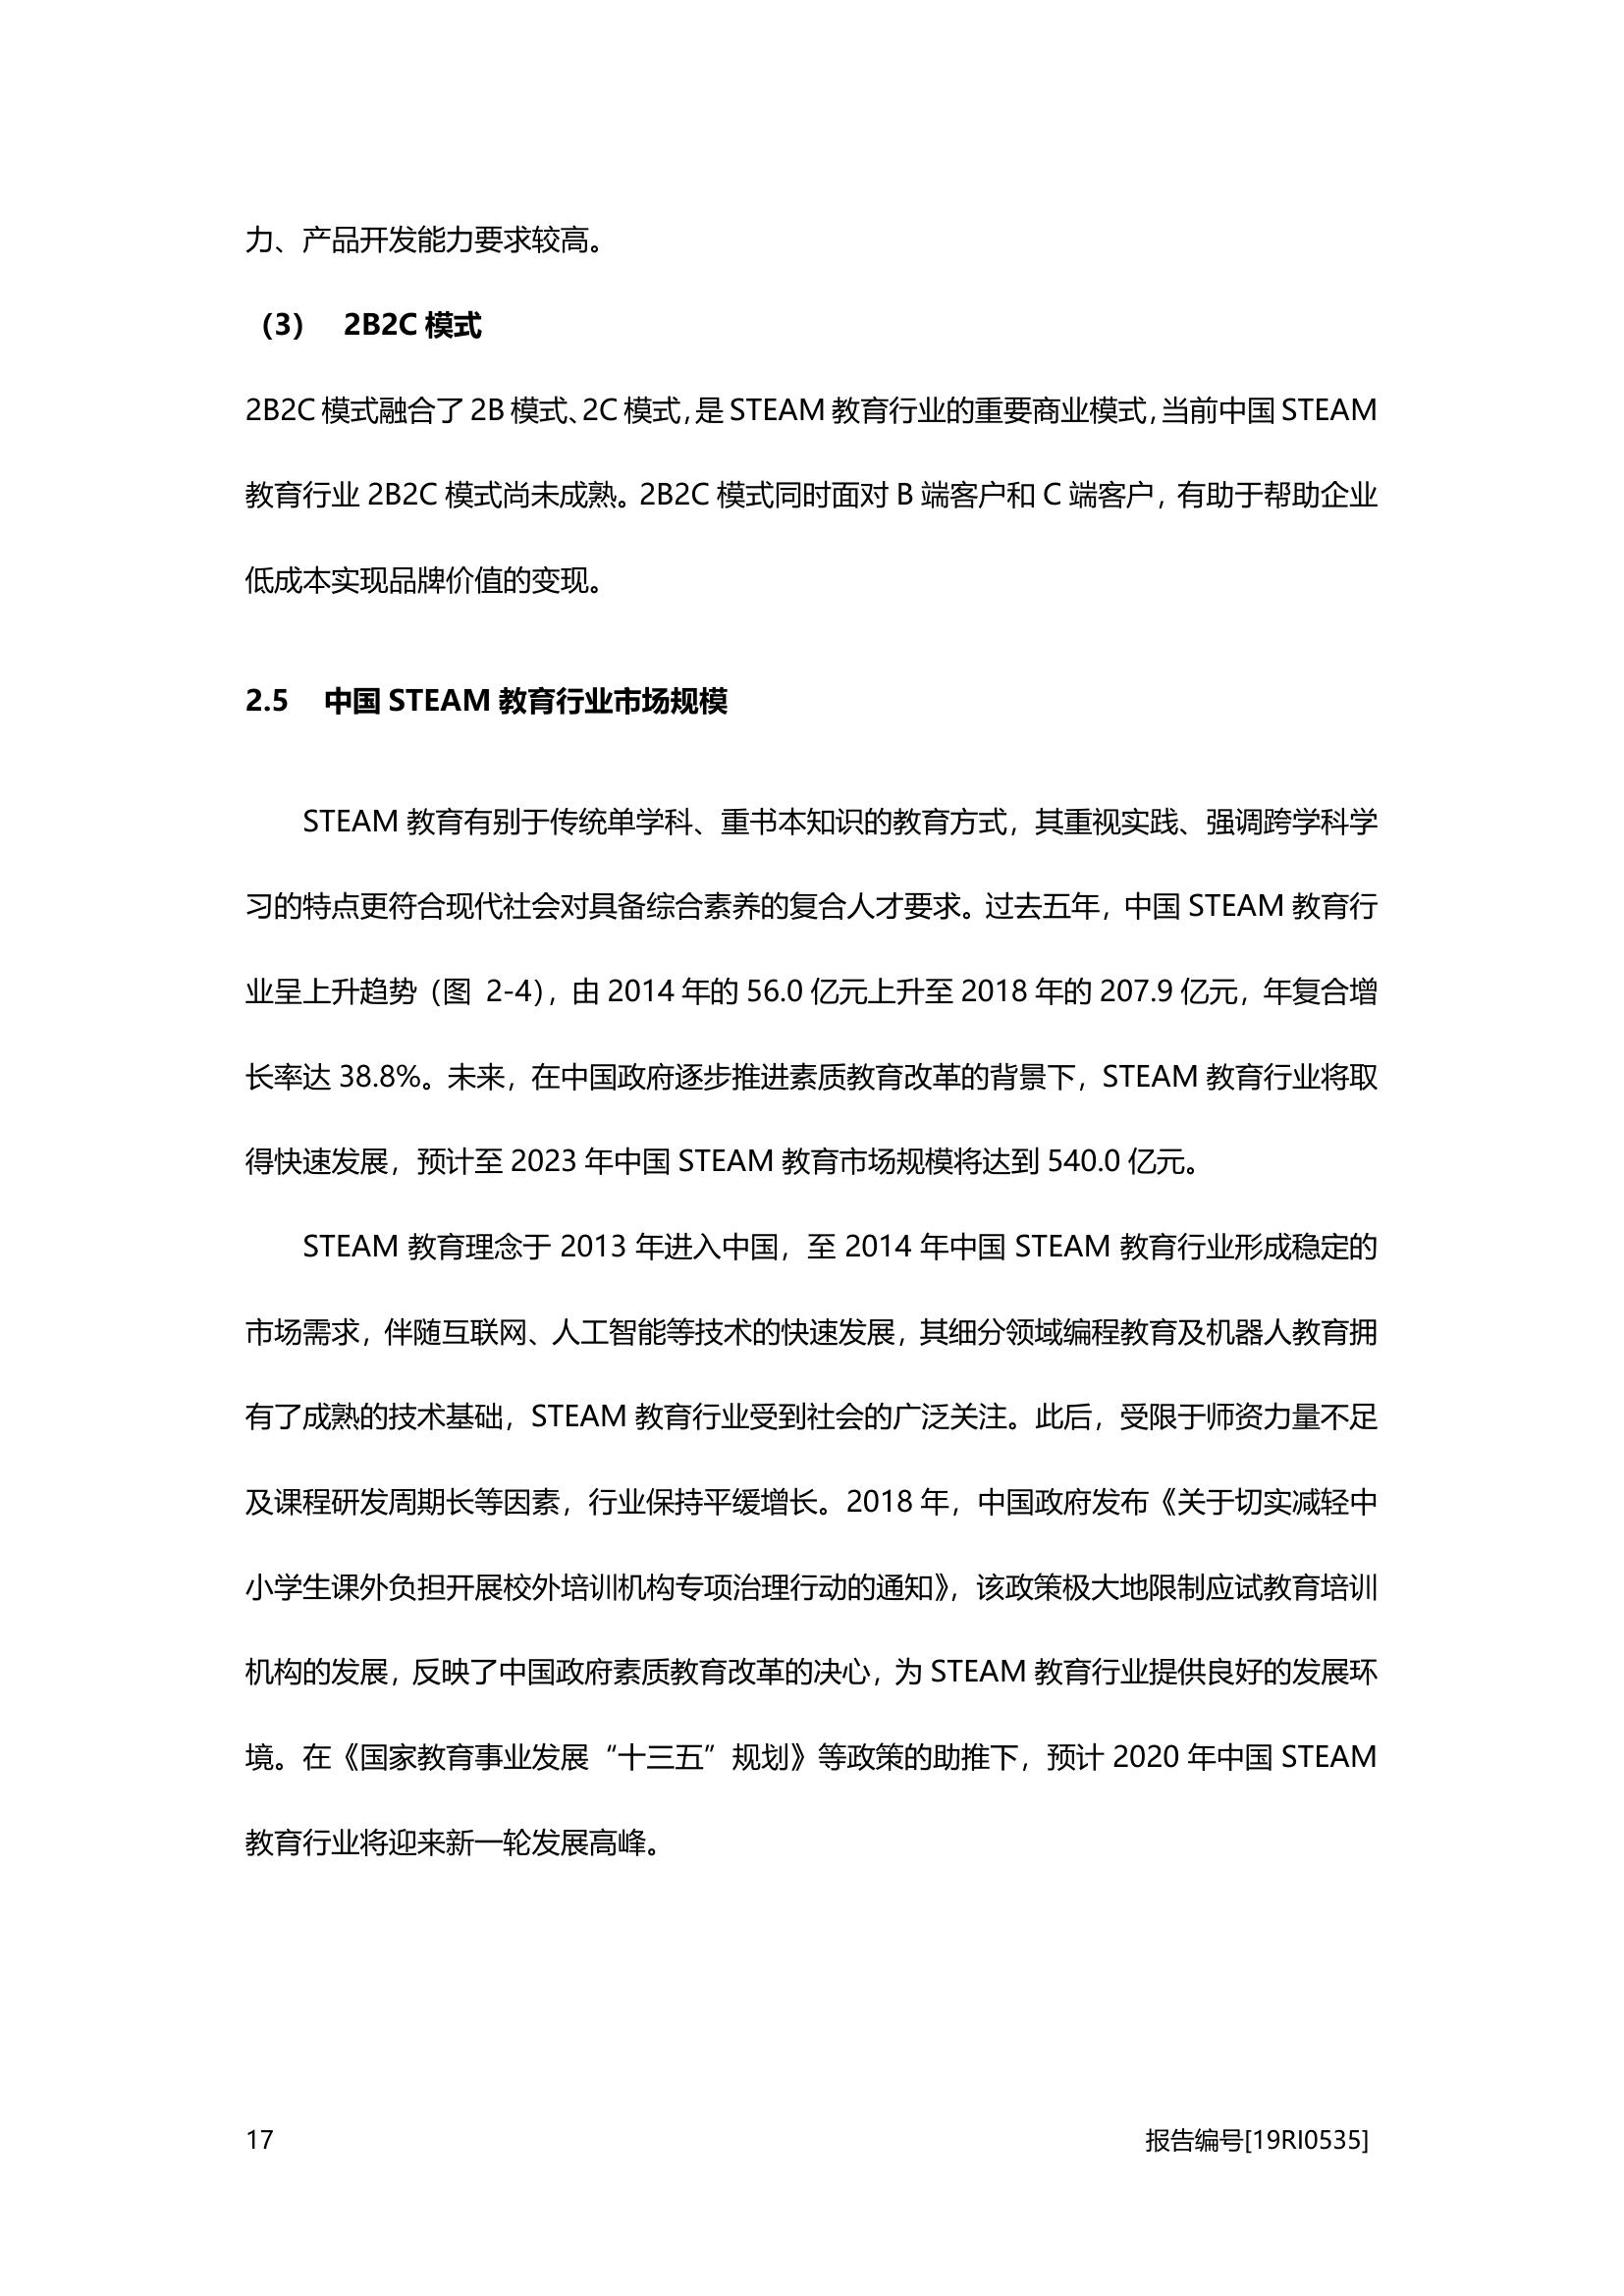 力、产品开发能力要求较高。
（3） 2B2C 模式
2B2C 模式融合了 2B 模式、2C 模式，是 STEAM 教育行业的重要商业模式，当前中国 STEAM
教育行业 2B2C 模式尚未成熟。2B2C 模式同时面对 B 端客户和 C 端客户，有助于帮助企业
低成本实现品牌价值的变现。
2.5 中国 STEAM 教育行业市场规模
STEAM 教育有别于传统单学科、重书本知识的教育方式，其重视实践、强调跨学科学
习的特点更符合现代社会对具备综合素养的复合人才要求。过去五年，中国 STEAM 教育行
业呈上升趋势（图 2-4），由 2014 年的 56.0 亿元上升至 2018 年的 207.9 亿元，年复合增
长率达 38.8%。未来，在中国政府逐步推进素质教育改革的背景下，STEAM 教育行业将取
得快速发展，预计至 2023 年中国 STEAM 教育市场规模将达到 540.0 亿元。
STEAM 教育理念于 2013 年进入中国，至 2014 年中国 STEAM 教育行业形成稳定的
市场需求，伴随互联网、人工智能等技术的快速发展，其细分领域编程教育及机器人教育拥
有了成熟的技术基础，STEAM 教育行业受到社会的广泛关注。此后，受限于师资力量不足
及课程研发周期长等因素，行业保持平缓增长。2018 年，中国政府发布《关于切实减轻中
小学生课外负担开展校外培训机构专项治理行动的通知》，该政策极大地限制应试教育培训
机构的发展，反映了中国政府素质教育改革的决心，为 STEAM 教育行业提供良好的发展环
境。在《国家教育事业发展“十三五”规划》等政策的助推下，预计 2020 年中国 STEAM
教育行业将迎来新一轮发展高峰。
17 报告编号[19RI0535]